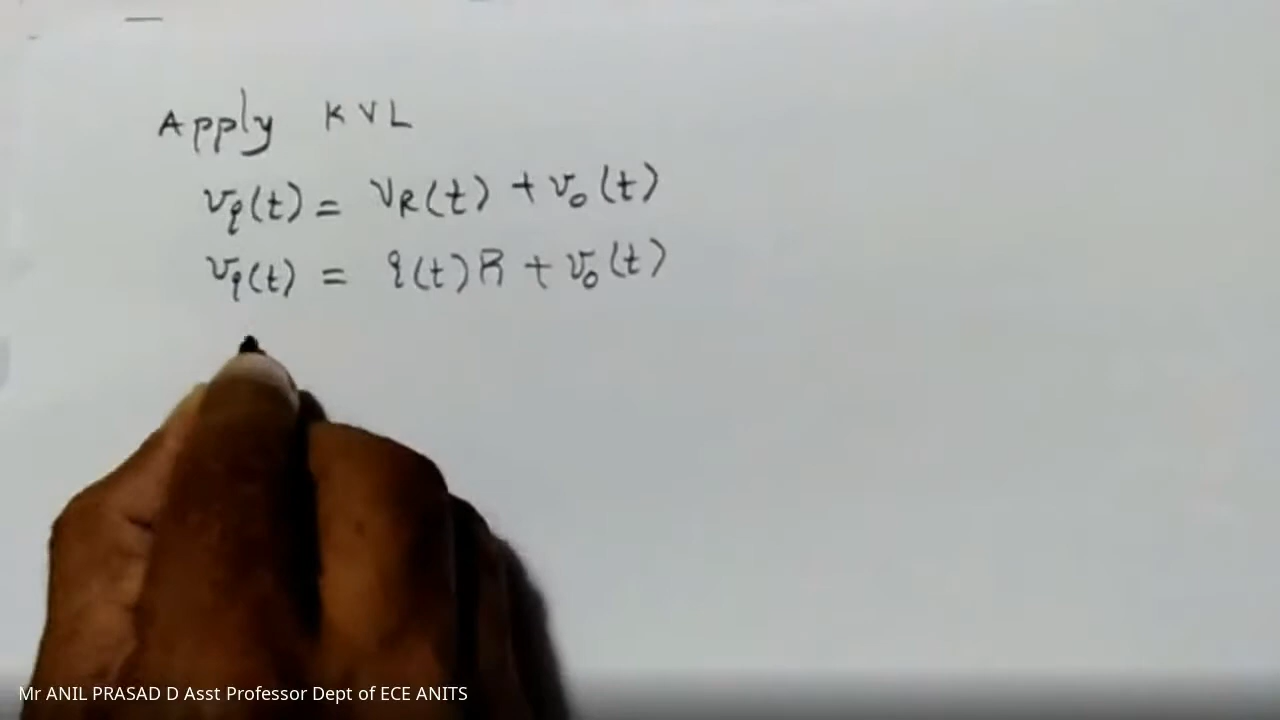 Apply KVL
vi(t) = VR(t) + vo(t)
vi(t) = i(t)R + vo(t)
Mr ANIL PRASAD D Asst Professor Dept of ECE ANITS